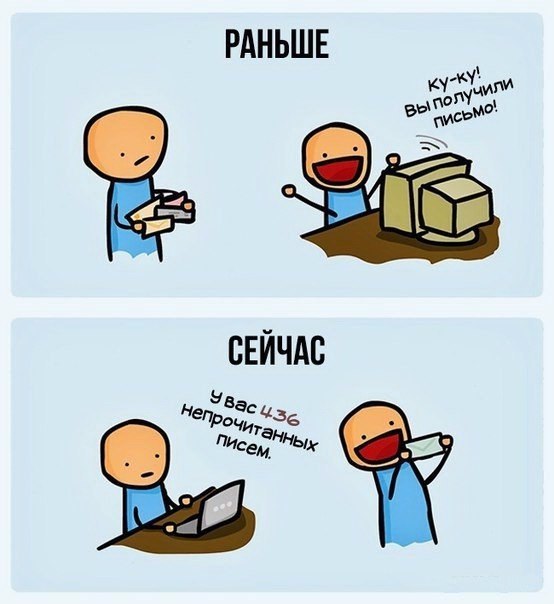 РАНЬШЕ
Ку-ку!
Вы получили
письмо!
СЕЙЧАС
У вас 436
непрочитанных
писем.